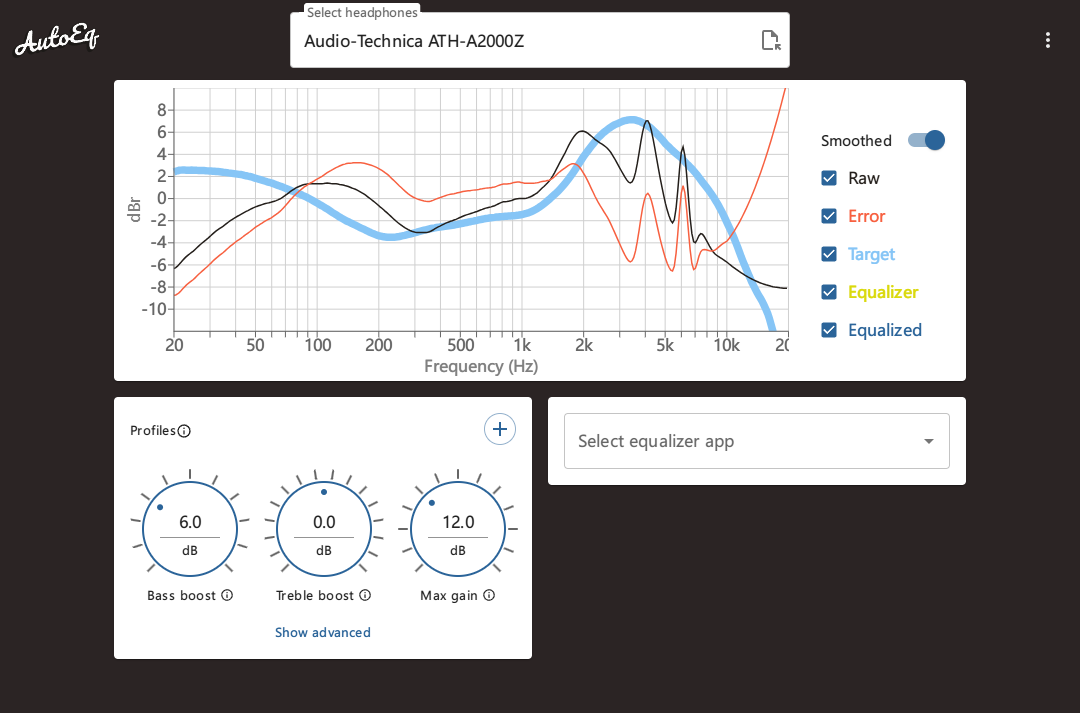 AutoEq
Select headphones
Audio-Technica ATH-A2000Z
8
6
4
2
0
-2
-4
-6
-8
-10
dBr
20
50
100
200
500
1k
2k
5k
10k
20
Frequency (Hz)
Smoothed
Raw
Error
Target
Equalizer
Equalized
Profiles
6.0
dB
Bass boost
0.0
dB
Treble boost
12.0
dB
Max gain
Show advanced
Select equalizer app